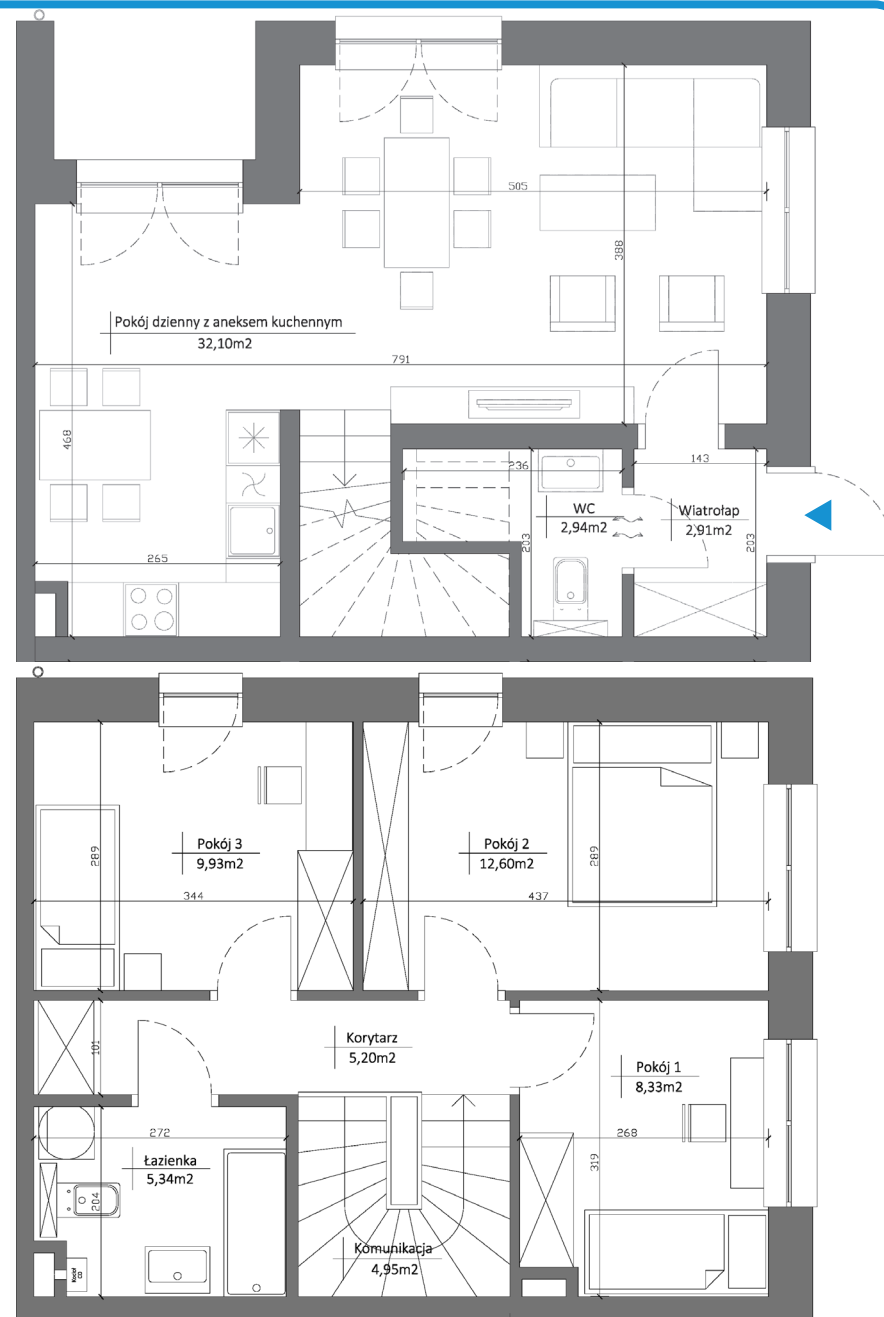 505
388
Pokój dzienny z aneksem kuchennym
32,10m2
791
468
236
143
WC
2,94m2
Wiatrołap
2,91m2
203
203
265
Pokój 3
9,93m2
Pokój 2
12,60m2
289
289
344
437
Korytarz
5,20m2
101
Pokój 1
8,33m2
272
268
Łazienka
5,34m2
319
204
Komunikacja
4,95m2
Kocioł
CO